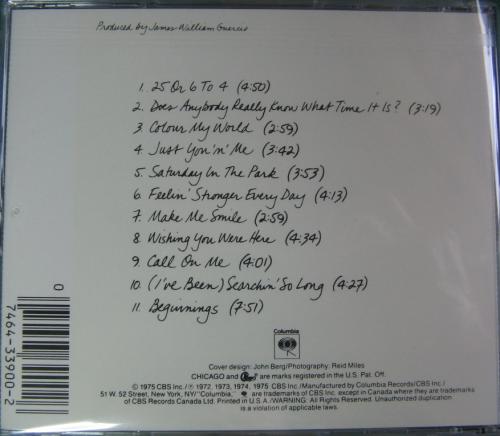 Produced by James William Guercio
1. 25 Or 6 To 4 (4:50)
2. Does Anybody Really Know What Time It Is? (3:19)
3. Colour My World (2:59)
4. Just You 'n' Me (3:42)
5. Saturday In The Park (3:53)
6. Feelin' Stronger Every Day (4:13)
7. Make Me Smile (2:59)
8. Wishing You Were Here (4:34)
9. Call On Me (4:01)
10. (I've Been) Searchin' So Long (4:27)
11. Beginnings (7:51)
0
7464-33900-2
Columbia
Cover design: John Berg/Photography: Reid Miles
CHICAGO and Chicago are marks registered in the U.S. Pat. Off.
© 1975 CBS Inc./℗ 1972, 1973, 1974, 1975 CBS Inc./Manufactured by Columbia Records/CBS Inc./
51 W. 52 Street, New York, NY/"Columbia," are trademarks of CBS Inc. except in Canada where they are trademarks
of CBS Records Canada Ltd. Printed in U.S.A./WARNING: All Rights Reserved. Unauthorized duplication
is a violation of applicable laws.